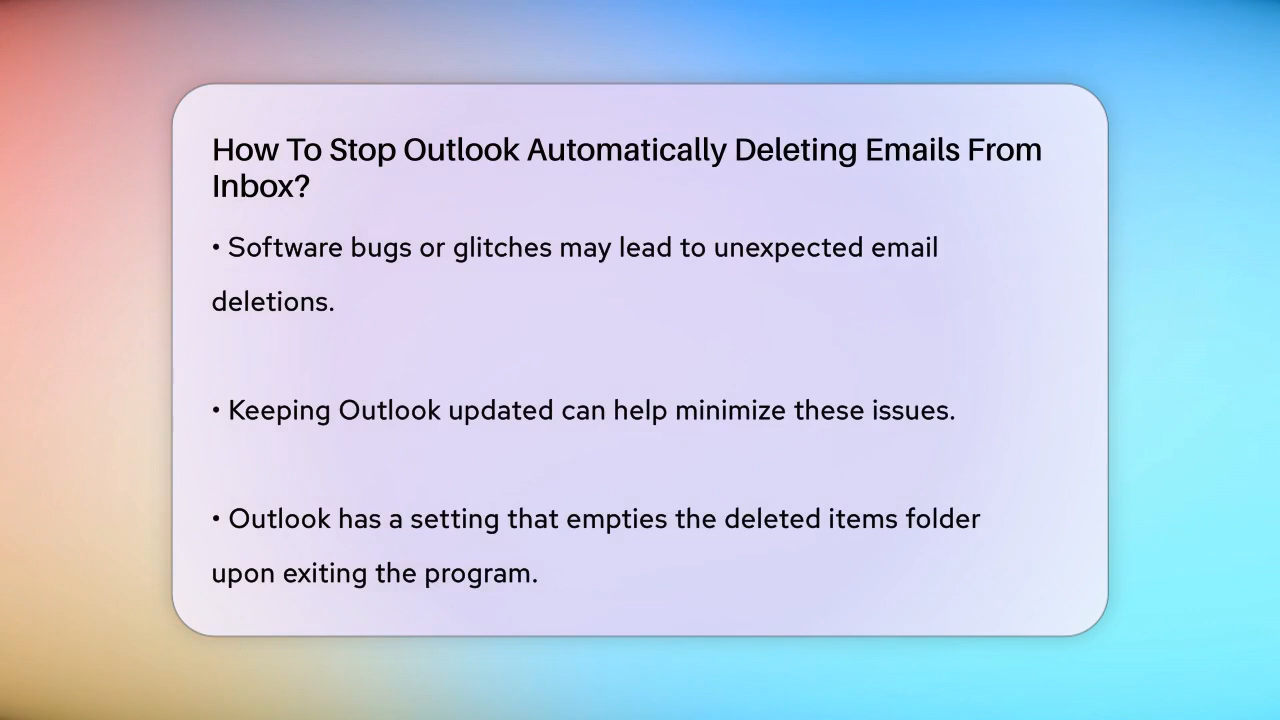 How To Stop Outlook Automatically Deleting Emails From
Inbox?
• Software bugs or glitches may lead to unexpected email
deletions.
• Keeping Outlook updated can help minimize these issues.
• Outlook has a setting that empties the deleted items folder
upon exiting the program.